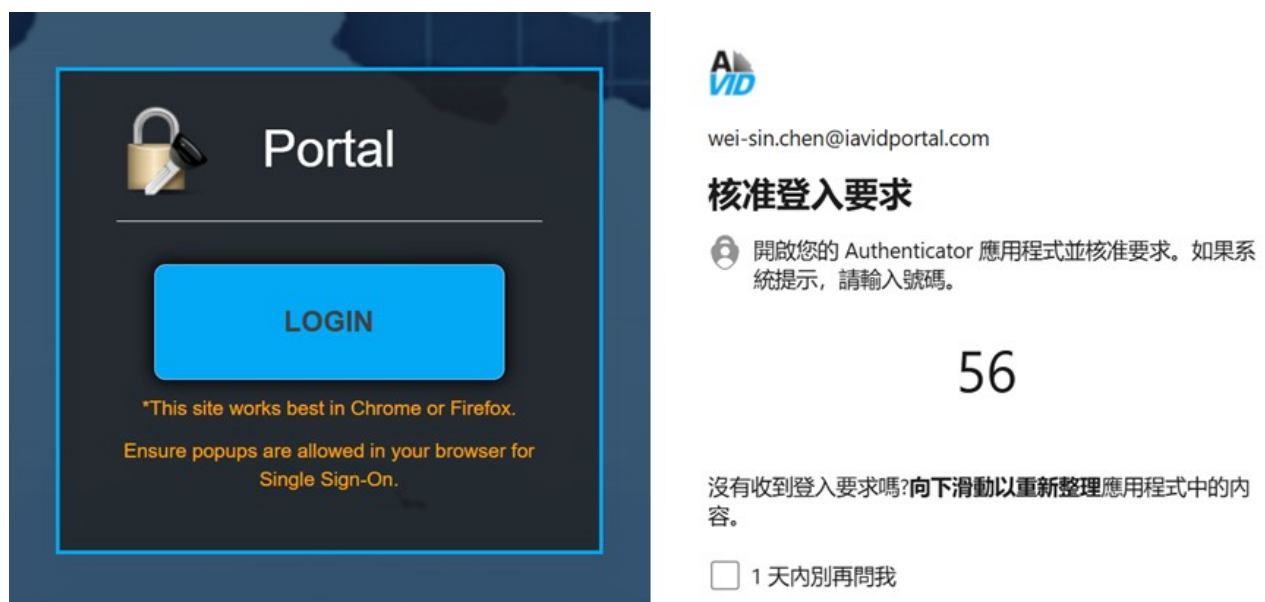 Portal
LOGIN
*This site works best in Chrome or Firefox.
Ensure popups are allowed in your browser for
Single Sign-On.
AVID
wei-sin.chen@iavidportal.com
核准登入要求
開啟您的 Authenticator 應用程式並核准要求。如果系
統提示，請輸入號碼。
56
沒有收到登入要求嗎?向下滑動以重新整理應用程式中的內
容。
1 天內別再問我